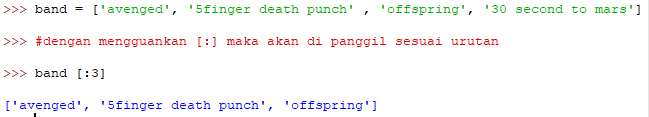 >>> band = ['avenged', '5finger death punch' , 'offspring', '30 second to mars']
>>> #dengan mengguankan [:] maka akan di panggil sesuai urutan
>>> band [:3]
['avenged', '5finger death punch', 'offspring']